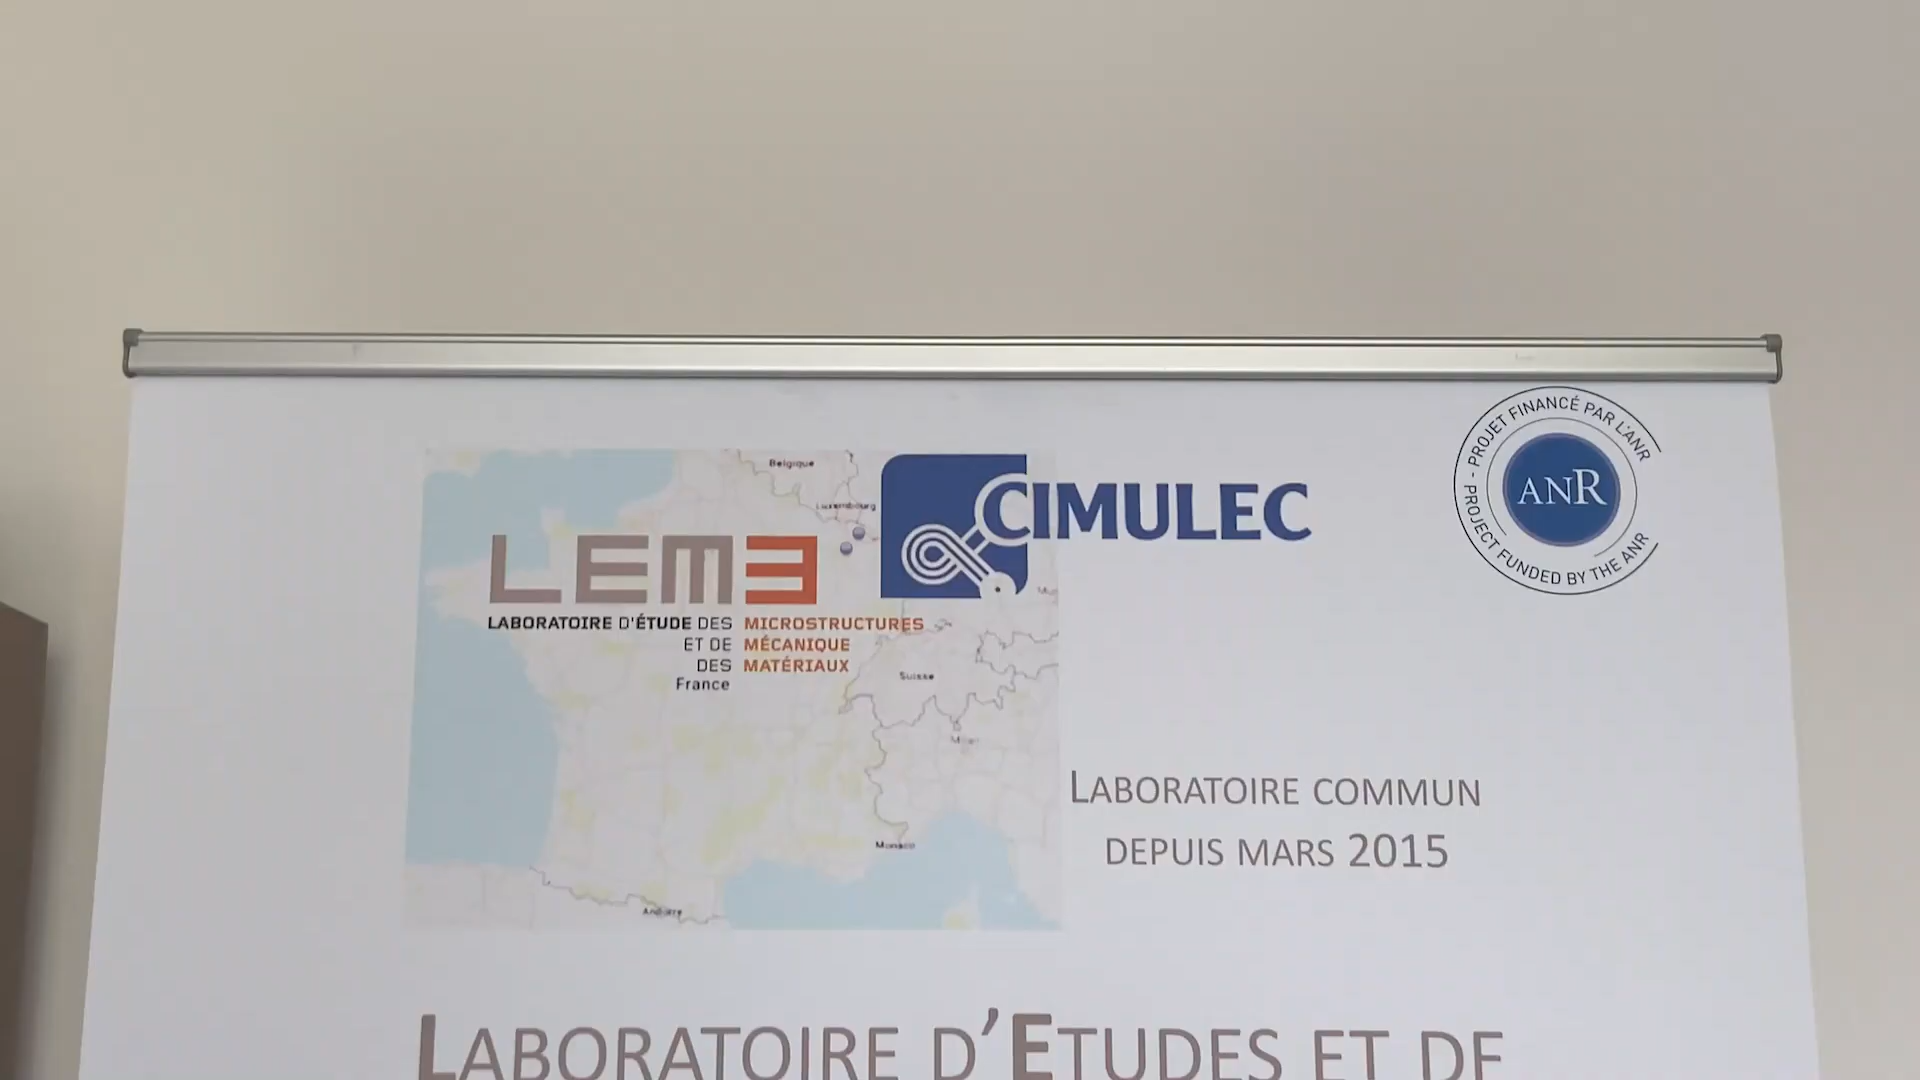 - PROJET FINANCÉ PAR L'ANR
ANR
- PROJECT FUNDED BY THE ANR
Belgique
Luxembourg
CIMULEC
LEM3
LABORATOIRE D'ÉTUDE DES MICROSTRUCTURES
ET DE MÉCANIQUE
DES MATÉRIAUX
France
Suisse
Milan
Monaco
Andorre
LABORATOIRE COMMUN
DEPUIS MARS 2015
LABORATOIRE D'ETUDES ET DE